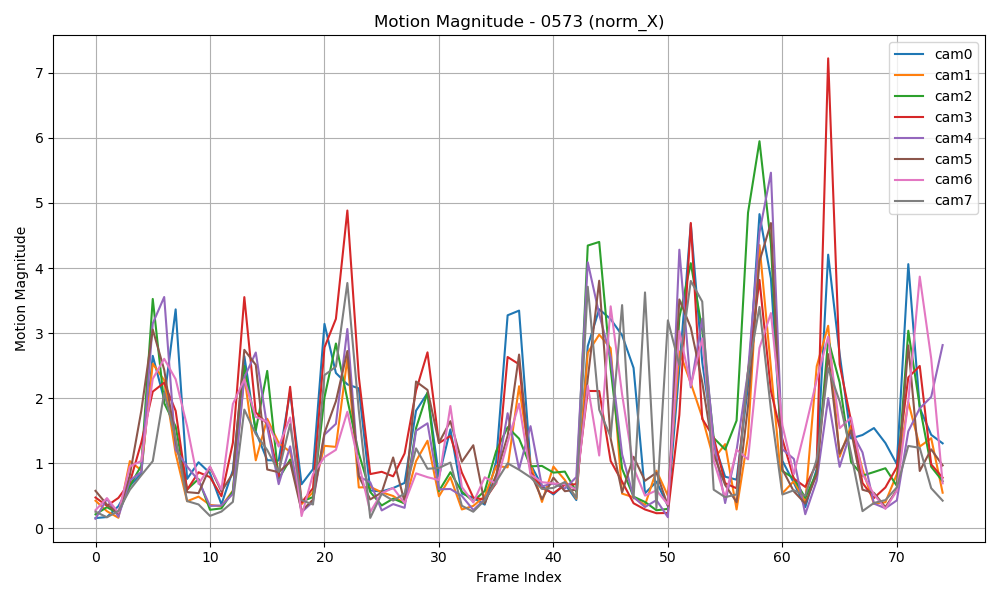 Motion Magnitude - 0573 (norm_X)
cam0
cam1
cam2
cam3
cam4
cam5
cam6
cam7
Motion Magnitude
7
6
5
4
3
2
1
0
0 10 20 30 40 50 60 70
Frame Index